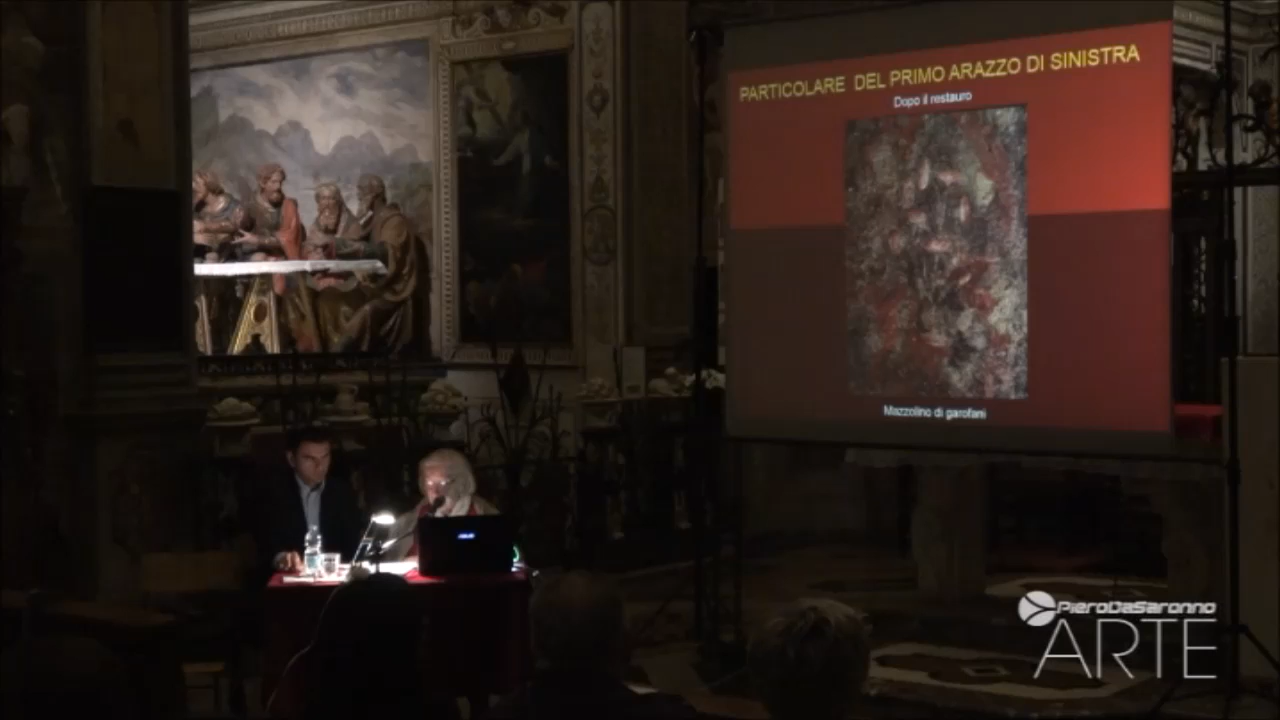 PARTICOLARE DEL PRIMO ARAZZO DI SINISTRA
Dopo il restauro
Mazzolino di garofani
PieroDaSaronno
ARTE